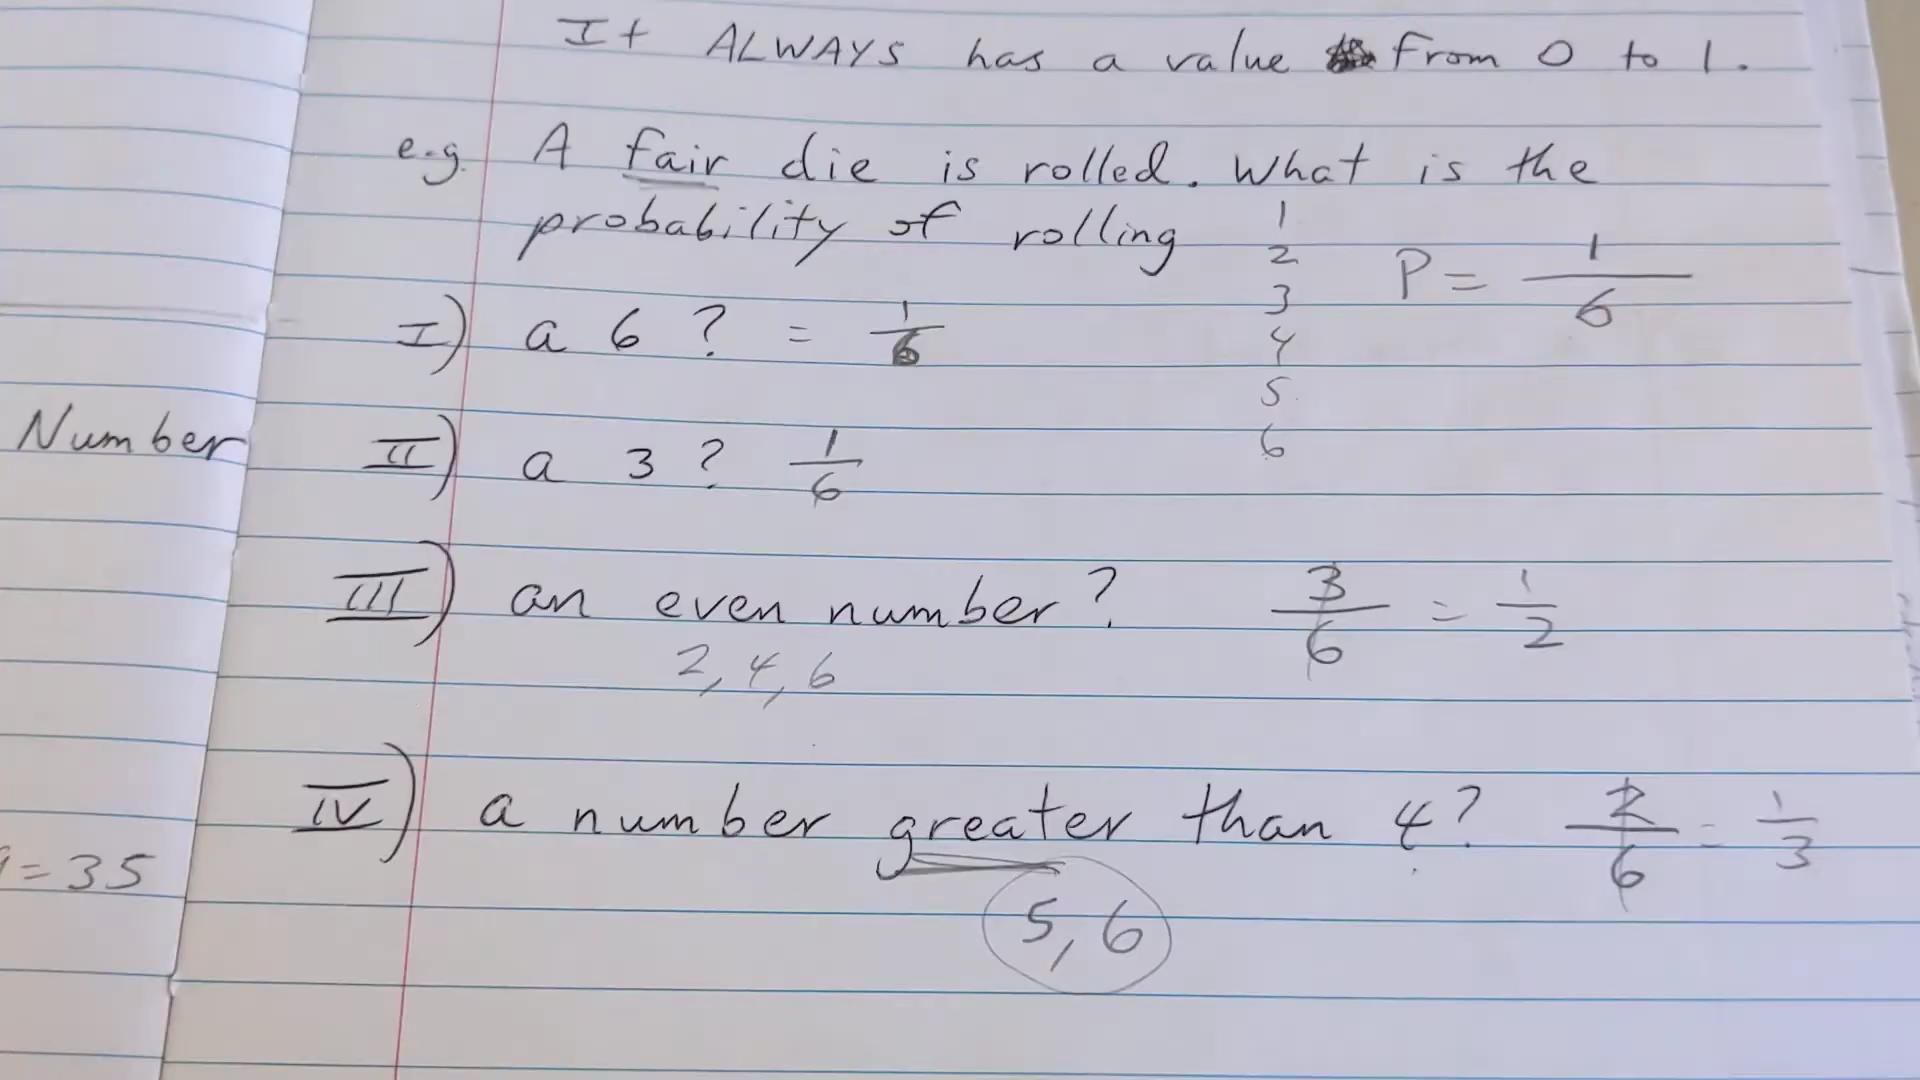 It ALWAYS has a value from 0 to 1.
e.g. A fair die is rolled. What is the
probability of rolling
1
2
3
4
5
6
P = 1/6
I) a 6 ? = 1/6
II) a 3 ? 1/6
III) an even number? 3/6 = 1/2
2, 4, 6
IV) a number greater than 4? 2/6 = 1/3
5, 6
Number
= 35